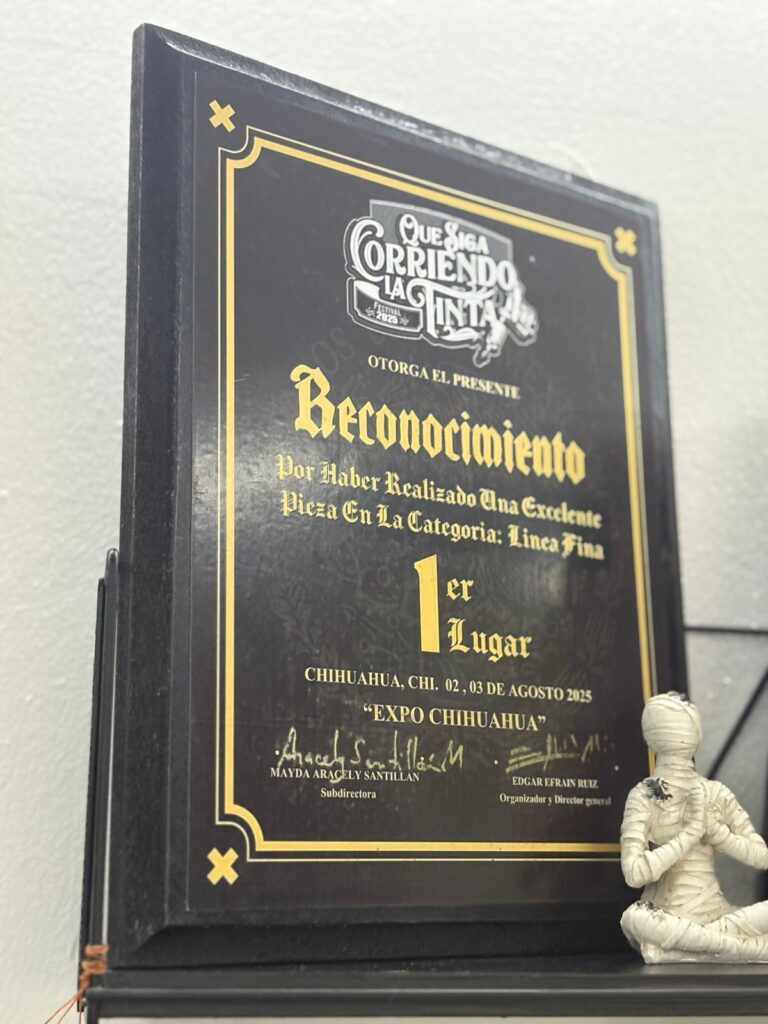 QUE SIGA
CORRIENDO
LA
TINTA
FESTIVAL
2025
OTORGA EL PRESENTE
Reconocimiento
Por Haber Realizado Una Excelente
Pieza En La Categoria: Linea Fina
1er
Lugar
CHIHUAHUA, CHI. 02 , 03 DE AGOSTO 2025
“EXPO CHIHUAHUA”
Aracely Santillán M
MAYDA ARACELY SANTILLAN
Subdirectora
EDGAR EFRAIN RUIZ
Organizador y Director general